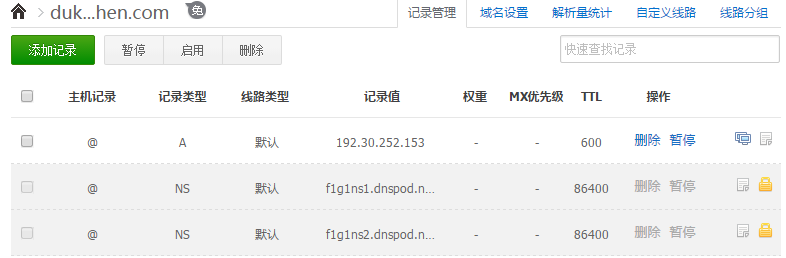 duk...hen.com 免
记录管理 域名设置 解析量统计 自定义线路 线路分组
添加记录 暂停 启用 删除 快速查找记录
主机记录 记录类型 线路类型 记录值 权重 MX优先级 TTL 操作
@ A 默认 192.30.252.153 - - 600 删除 暂停
@ NS 默认 f1g1ns1.dnspod.n... - - 86400 删除 暂停
@ NS 默认 f1g1ns2.dnspod.n... - - 86400 删除 暂停